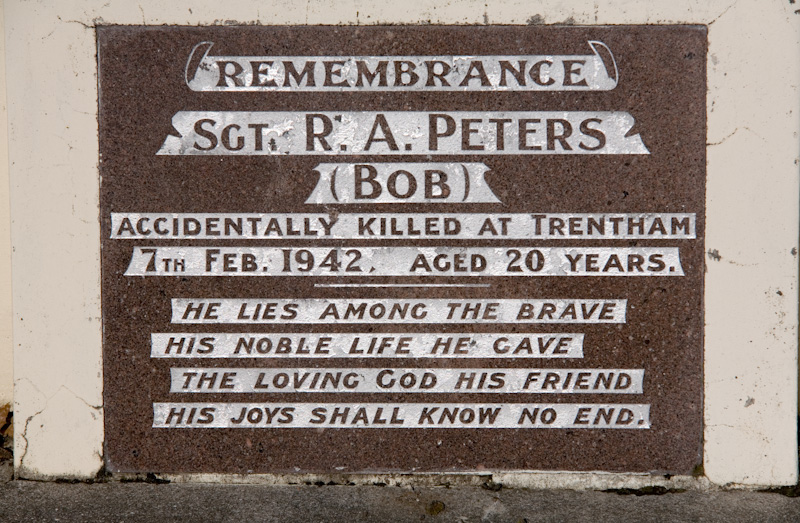 REMEMBRANCE
SGT. R. A. PETERS
(BOB)
ACCIDENTALLY KILLED AT TRENTHAM
7TH FEB. 1942, AGED 20 YEARS.
HE LIES AMONG THE BRAVE
HIS NOBLE LIFE HE GAVE
THE LOVING GOD HIS FRIEND
HIS JOYS SHALL KNOW NO END.